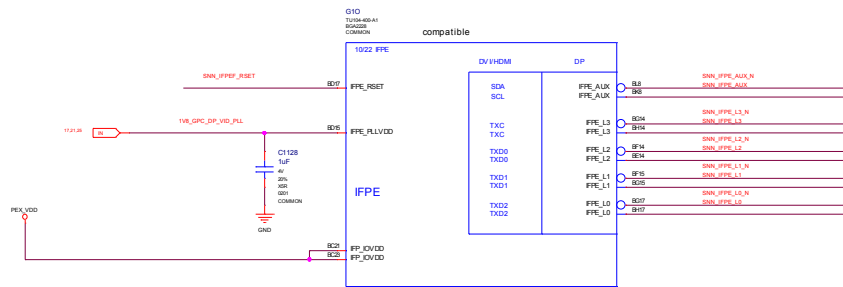 G1O
TU104-400-A1
BGA2228
COMMON
compatible
10/22 IFPE
DVI/HDMI DP
SNN_IFPEF_RSET
BD17 IFPE_RSET
SDA IFPE_AUX BL8 SNN_IFPE_AUX_N
SCL IFPE_AUX BK8 SNN_IFPE_AUX
17,21,25 IN 1V8_GPC_DP_VID_PLL BD15 IFPE_PLLVDD
TXC IFPE_L3 BG14 SNN_IFPE_L3_N
TXC IFPE_L3 BH14 SNN_IFPE_L3
TXD0 IFPE_L2 BF14 SNN_IFPE_L2_N
TXD0 IFPE_L2 BE14 SNN_IFPE_L2
TXD1 IFPE_L1 BF15 SNN_IFPE_L1_N
TXD1 IFPE_L1 BG15 SNN_IFPE_L1
TXD2 IFPE_L0 BG17 SNN_IFPE_L0_N
TXD2 IFPE_L0 BH17 SNN_IFPE_L0
C1128
1uF
4V
20%
X5R
0201
COMMON
GND
IFPE
PEX_VDD
BC21 IFP_IOVDD
BC23 IFP_IOVDD